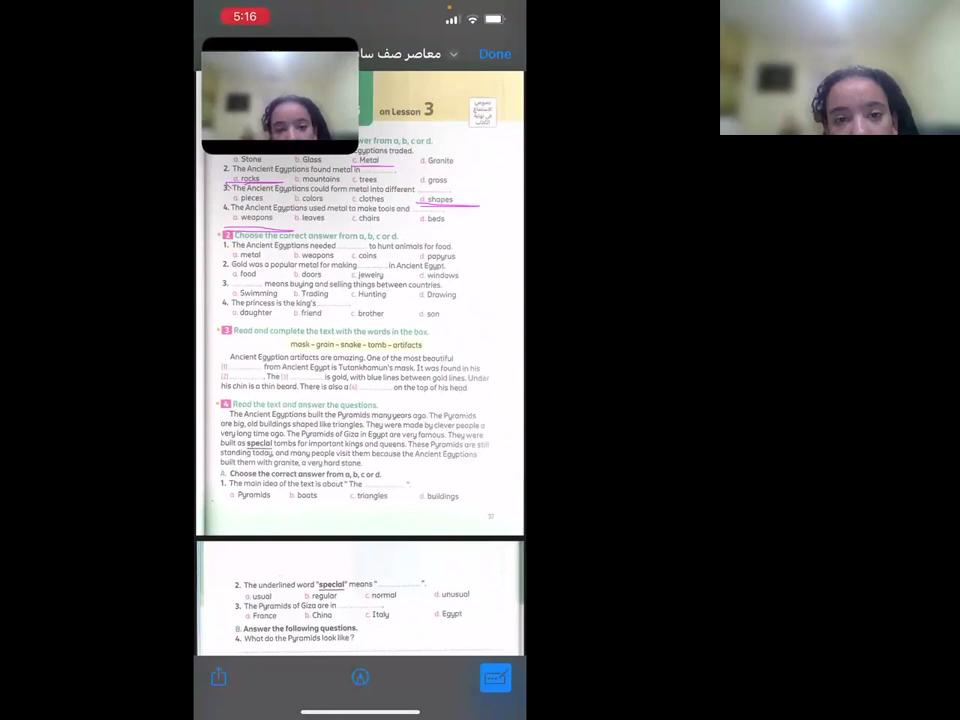 5:16
معاصر صف سا
Done
on Lesson 3
نصوص
الاستماع
في نهاية
الكتاب
wer from a, b, c or d.
Egyptians traded.
a. Stone b. Glass c. Metal d. Granite
2. The Ancient Egyptians found metal in
a. rocks b. mountains c. trees d. grass
3. The Ancient Egyptians could form metal into different
a. pieces b. colors c. clothes d. shapes
4. The Ancient Egyptians used metal to make tools and
a. weapons b. leaves c. chairs d. beds
2 Choose the correct answer from a, b, c or d.
1. The Ancient Egyptians needed ............ to hunt animals for food.
a. metal b. weapons c. coins d. papyrus
2. Gold was a popular metal for making ............ in Ancient Egypt.
a. food b. doors c. jewelry d. windows
3. ............ means buying and selling things between countries.
a. Swimming b. Trading c. Hunting d. Drawing
4. The princess is the king's ............
a. daughter b. friend c. brother d. son
3 Read and complete the text with the words in the box.
mask – grain – snake – tomb – artifacts
Ancient Egyptian artifacts are amazing. One of the most beautiful
(1) ............ from Ancient Egypt is Tutankhamun's mask. It was found in his
(2) ............. The (3) ............ is gold, with blue lines between gold lines. Under
his chin is a thin beard. There is also a (4) ............ on the top of his head
4 Read the text and answer the questions.
The Ancient Egyptians built the Pyramids many years ago. The Pyramids
are big, old buildings shaped like triangles. They were made by clever people a
very long time ago. The Pyramids of Giza in Egypt are very famous. They were
built as special tombs for important kings and queens. These Pyramids are still
standing today, and many people visit them because the Ancient Egyptians
built them with granite, a very hard stone.
A. Choose the correct answer from a, b, c or d.
1. The main idea of the text is about "The ............ ".
a. Pyramids b. boats c. triangles d. buildings
37
2. The underlined word "special" means " ............ ".
a. usual b. regular c. normal d. unusual
3. The Pyramids of Giza are in ............
a. France b. China c. Italy d. Egypt
B. Answer the following questions.
4. What do the Pyramids look like?